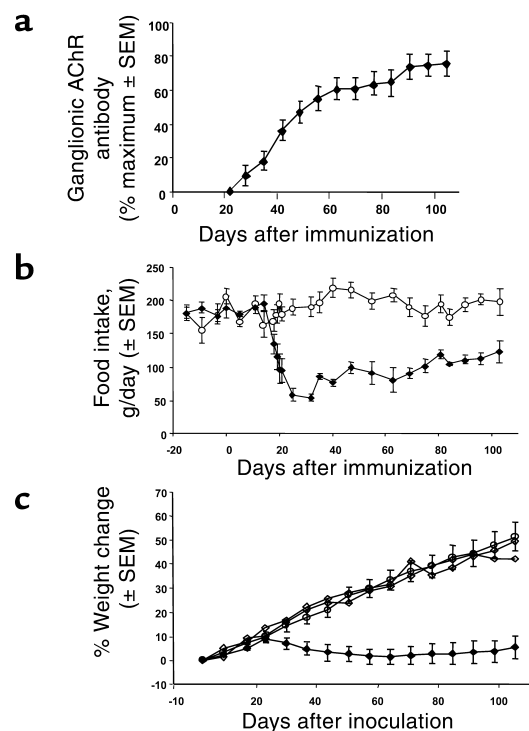 a
Ganglionic AChR
antibody
(% maximum ± SEM)
100
80
60
40
20
0
0 20 40 60 80 100
Days after immunization
b
Food intake,
g/day (± SEM)
250
200
150
100
50
0
-20 0 20 40 60 80 100
Days after immunization
c
% Weight change
(± SEM)
70
60
50
40
30
20
10
0
-10
-10 20 40 60 80 100
Days after inoculation